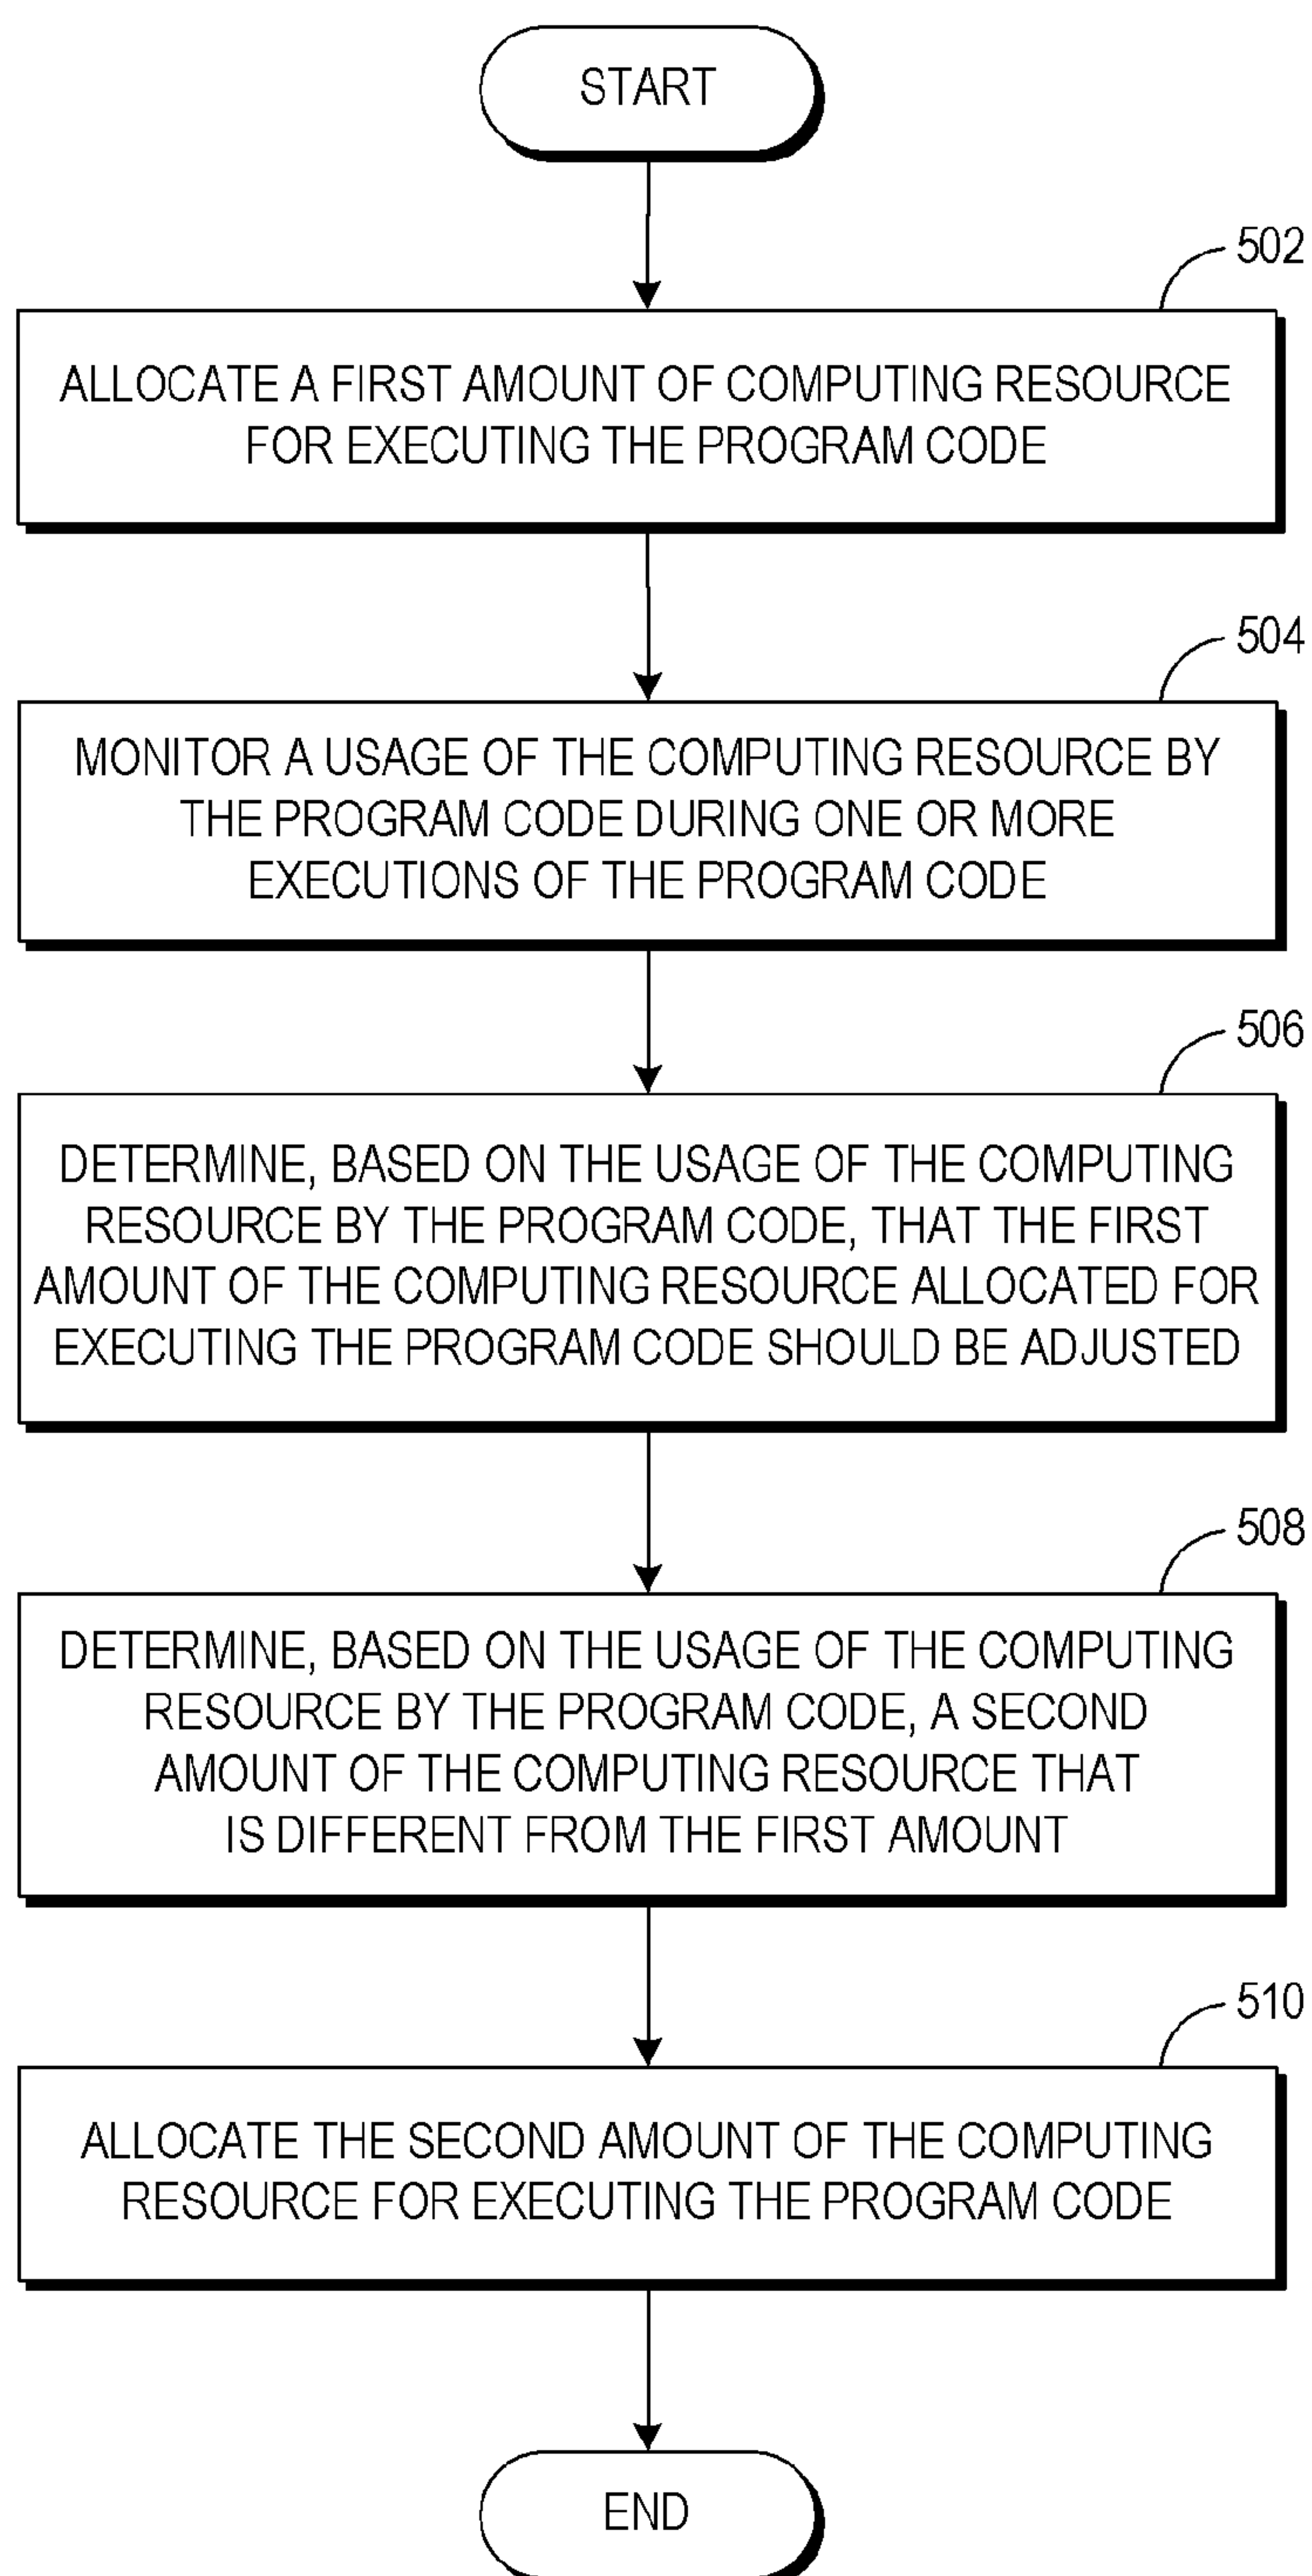 START
502
ALLOCATE A FIRST AMOUNT OF COMPUTING RESOURCE
FOR EXECUTING THE PROGRAM CODE
504
MONITOR A USAGE OF THE COMPUTING RESOURCE BY
THE PROGRAM CODE DURING ONE OR MORE
EXECUTIONS OF THE PROGRAM CODE
506
DETERMINE, BASED ON THE USAGE OF THE COMPUTING
RESOURCE BY THE PROGRAM CODE, THAT THE FIRST
AMOUNT OF THE COMPUTING RESOURCE ALLOCATED FOR
EXECUTING THE PROGRAM CODE SHOULD BE ADJUSTED
508
DETERMINE, BASED ON THE USAGE OF THE COMPUTING
RESOURCE BY THE PROGRAM CODE, A SECOND
AMOUNT OF THE COMPUTING RESOURCE THAT
IS DIFFERENT FROM THE FIRST AMOUNT
510
ALLOCATE THE SECOND AMOUNT OF THE COMPUTING
RESOURCE FOR EXECUTING THE PROGRAM CODE
END